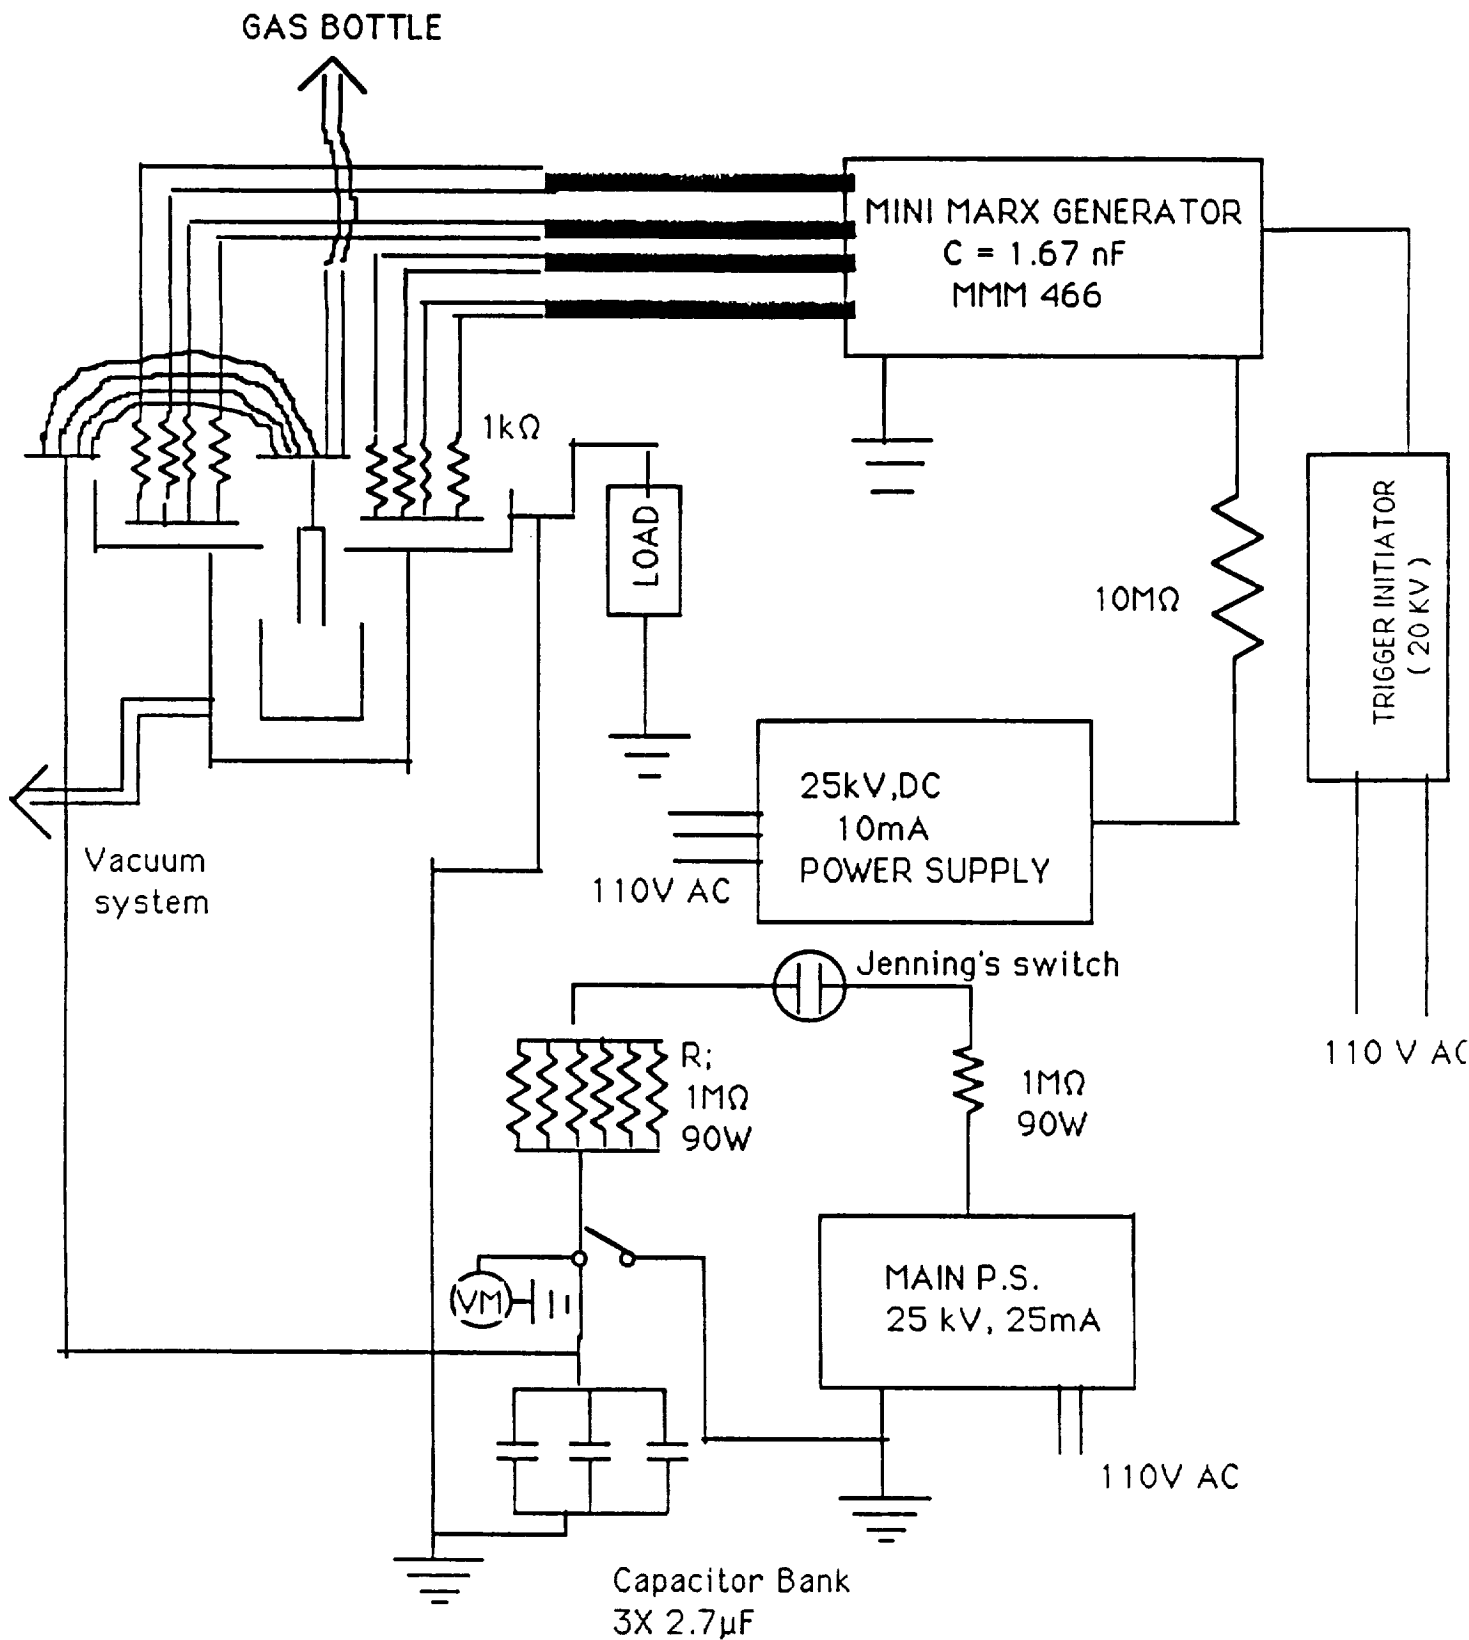 GAS BOTTLE
MINI MARX GENERATOR
C = 1.67 nF
MMM 466
1kΩ
LOAD
10MΩ
TRIGGER INITIATOR
( 20 KV )
25kV,DC
10mA
POWER SUPPLY
110V AC
Vacuum
system
Jenning's switch
110 V AC
R;
1MΩ
90W
1MΩ
90W
VM
MAIN P.S.
25 kV, 25mA
110V AC
Capacitor Bank
3X 2.7µF